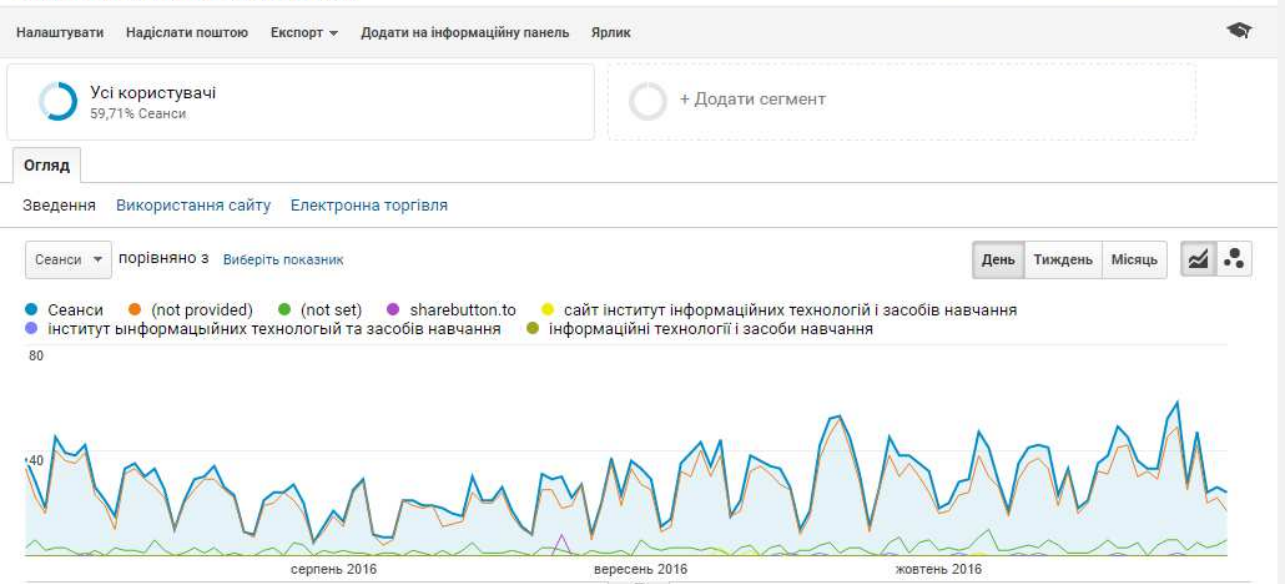 Налаштувати Надіслати поштою Експорт Додати на інформаційну панель Ярлик
Усі користувачі
59,71% Сеанси
+ Додати сегмент
Огляд
Зведення Використання сайту Електронна торгівля
Сеанси порівняно з Виберіть показник День Тиждень Місяць
Сеанси (not provided) (not set) sharebutton.to сайт інститут інформаційних технологій і засобів навчання
інститут ынформацыйних технологый та засобів навчання інформаційні технології і засоби навчання
80
40
серпень 2016 вересень 2016 жовтень 2016